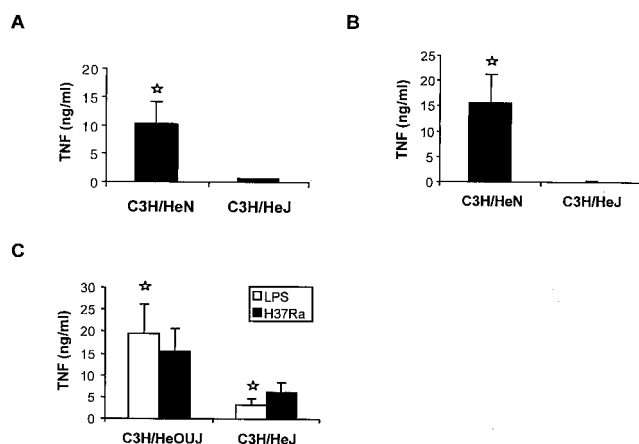 A
B
TNF (ng/ml)
20
15
10
5
0
C3H/HeN C3H/HeJ
TNF (ng/ml)
25
20
15
10
5
0
C3H/HeN C3H/HeJ
C
TNF (ng/ml)
30
25
20
15
10
5
0
LPS
H37Ra
C3H/HeOUJ C3H/HeJ